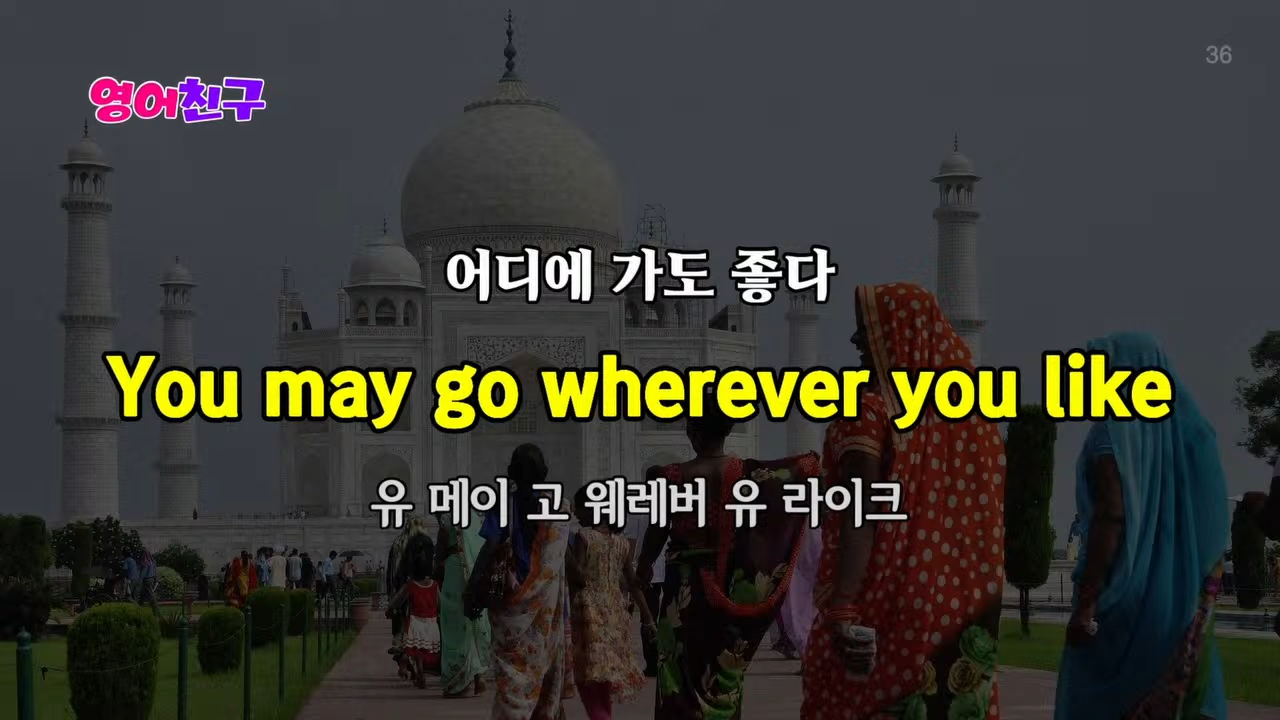 36
영어친구
어디에 가도 좋다
You may go wherever you like
유 메이 고 웨레버 유 라이크